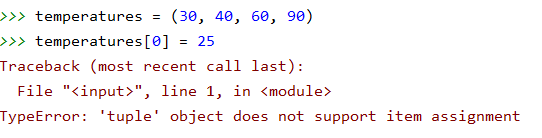 >>> temperatures = (30, 40, 60, 90)
>>> temperatures[0] = 25
Traceback (most recent call last):
  File "<input>", line 1, in <module>
TypeError: 'tuple' object does not support item assignment